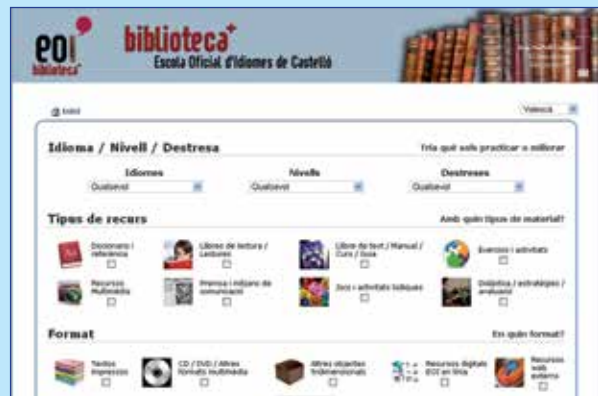 eoi biblioteca+
biblioteca+
Escola Oficial d'Idiomes de Castelló
Inici
Valencià
Idioma / Nivell / Destresa
Tria què vols practicar o millorar
Idiomes
Nivells
Destreses
Qualsevol
Qualsevol
Qualsevol
Tipus de recurs
Amb quin tipus de material?
Diccionaris i referència
Llibres de lectura / Lectures
Llibre de text / Manual / Curs / Guia
Exercicis i activitats
Recursos Multimèdia
Premsa i mitjans de comunicació
Jocs i activitats lúdiques
Didàctica / estratègies / avaluació
Format
En quin format?
Textos impresos
CD / DVD / Altres formats multimèdia
Altres objectes tridimensionals
Recursos digitals EOI en línia
Recursos web externs